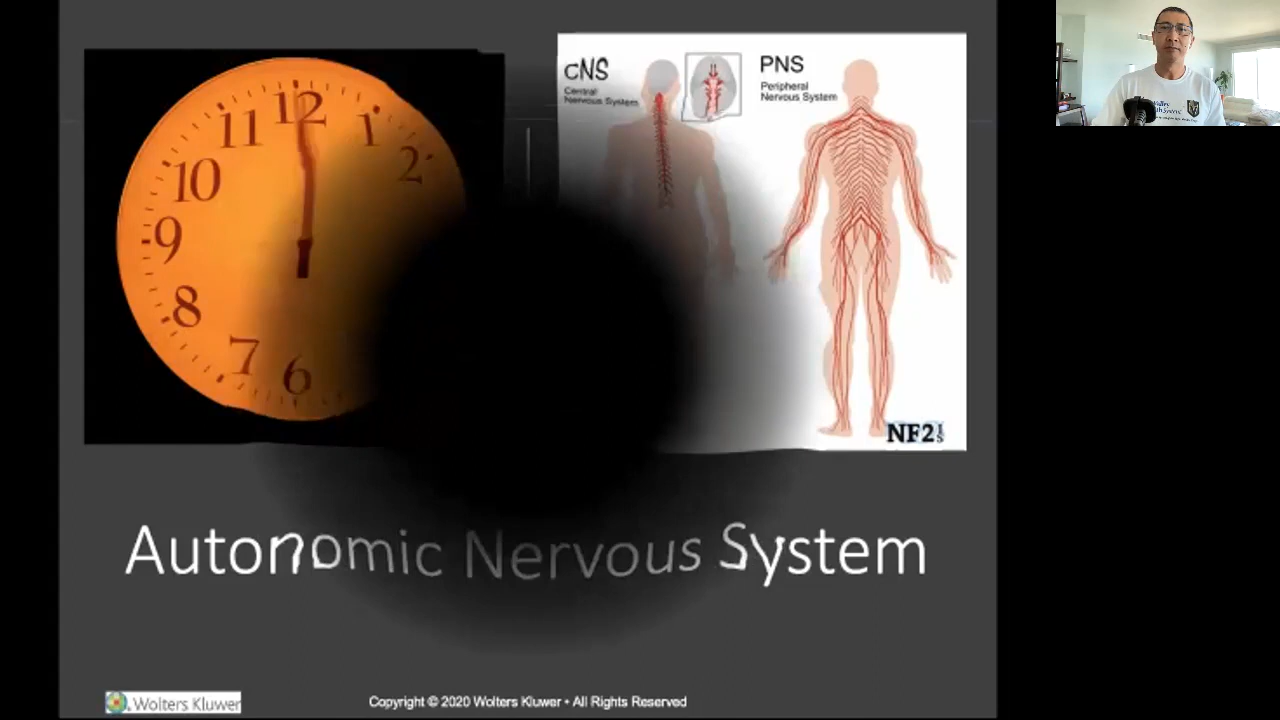 12
11
1
10
2
9
8
7
6
CNS
Central
Nervous System
PNS
Peripheral
Nervous System
NF2
Autonomic Nervous System
Wolters Kluwer
Copyright © 2020 Wolters Kluwer • All Rights Reserved